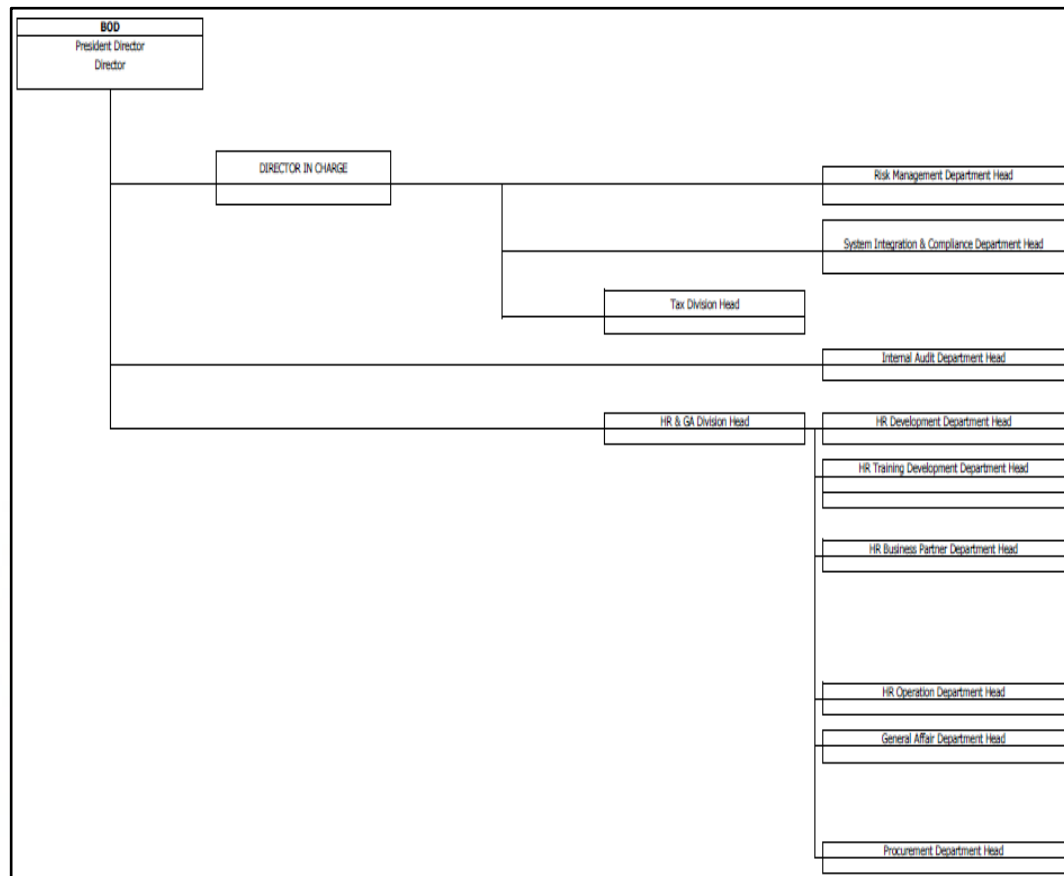 BOD
President Director
Director
DIRECTOR IN CHARGE
Risk Management Department Head
System Integration & Compliance Department Head
Tax Division Head
Internal Audit Department Head
HR & GA Division Head
HR Development Department Head
HR Training Development Department Head
HR Business Partner Department Head
HR Operation Department Head
General Affair Department Head
Procurement Department Head